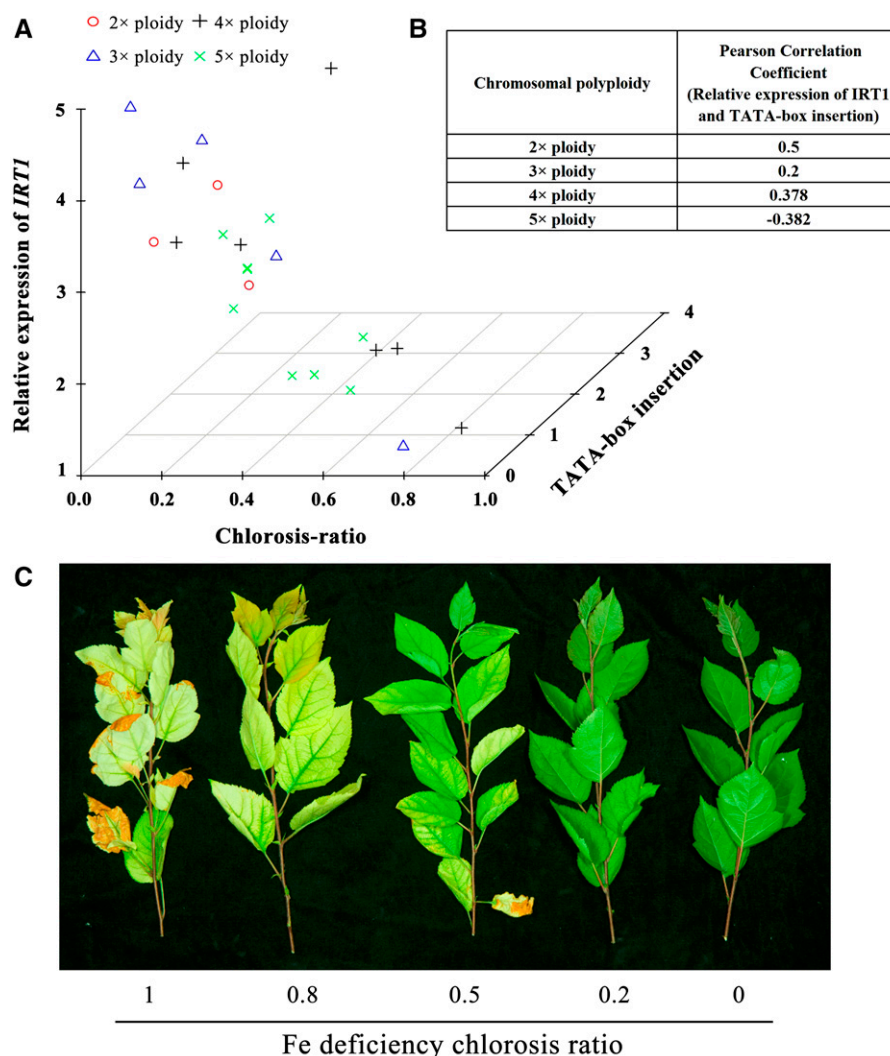 A
2× ploidy 4× ploidy
3× ploidy 5× ploidy
Relative expression of IRT1
5
4
3
2
1
0.0 0.2 0.4 0.6 0.8 1.0
Chlorosis-ratio
0
1
2
3
4
TATA-box insertion
B
Chromosomal polyploidy
Pearson Correlation
Coefficient
(Relative expression of IRT1
and TATA-box insertion)
2× ploidy 0.5
3× ploidy 0.2
4× ploidy 0.378
5× ploidy -0.382
C
1 0.8 0.5 0.2 0
Fe deficiency chlorosis ratio